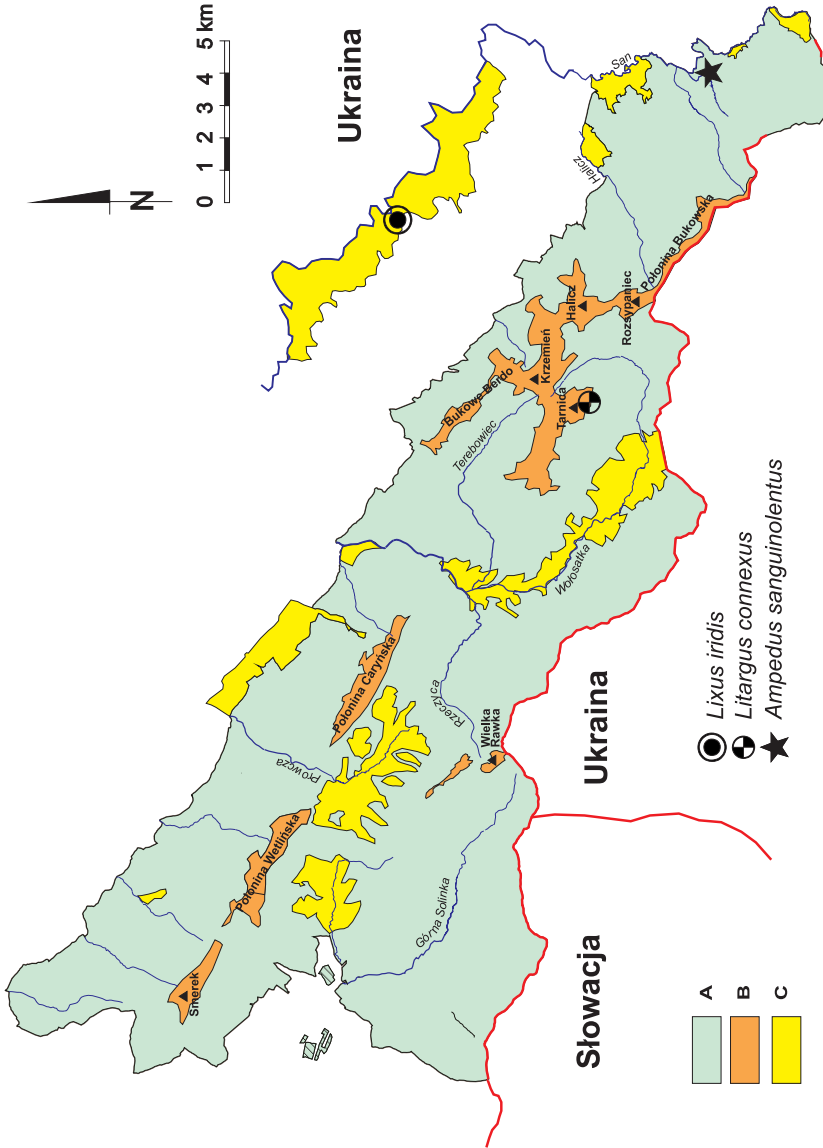 N
0 1 2 3 4 5 km
Ukraina
San
Halicz
Połonina Bukowska
Rozsypaniec
Halicz
Krzemień
Bukowe Berdo
Tarnica
Terebowiec
Wołosatka
Połonina Caryńska
Rzeczyca
Wielka
Rawka
prowcza
Połonina Wetlińska
Górna Solinka
Smerek
Ukraina
Słowacja
Lixus iridis
Litargus connexus
Ampedus sanguinolentus
A
B
C